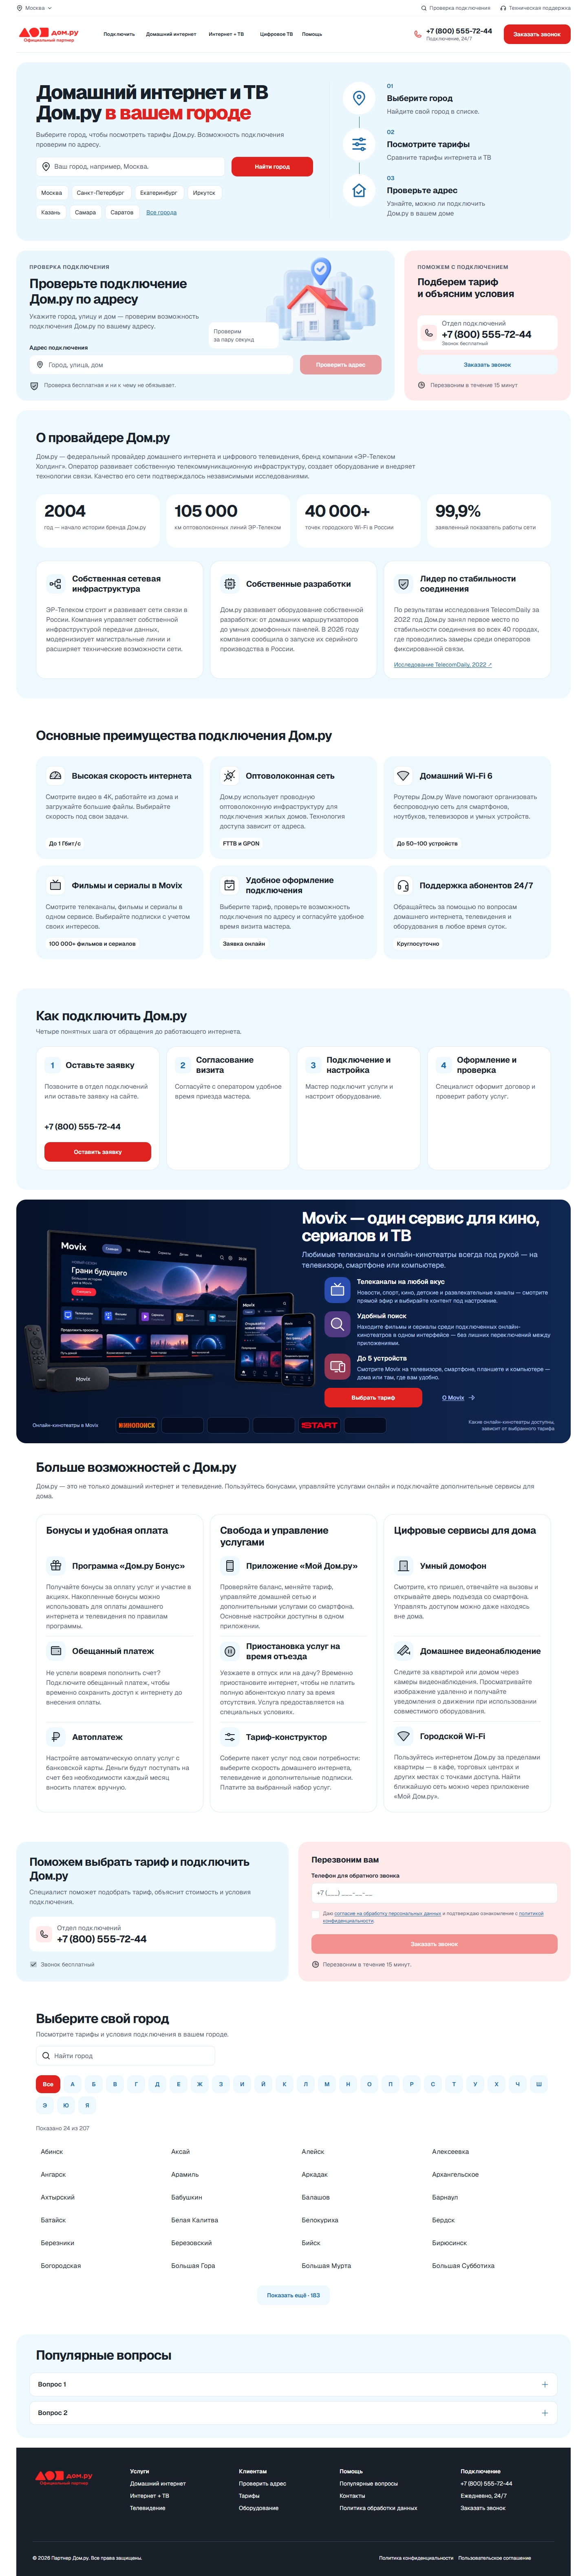 Москва
Проверка подключения
Техническая поддержка
дом.ру
Официальный партнер
Подключить
Домашний интернет
Интернет + ТВ
Цифровое ТВ
Помощь
+7 (800) 555-72-44
Подключение, 24/7
Заказать звонок
Домашний интернет и ТВ
Дом.ру в вашем городе
Выберите город, чтобы посмотреть тарифы Дом.ру. Возможность подключения
проверим по адресу.
Ваш город, например, Москва.
Найти город
Москва
Санкт-Петербург
Екатеринбург
Иркутск
Казань
Самара
Саратов
Все города
01
Выберите город
Найдите свой город в списке.
02
Посмотрите тарифы
Сравните тарифы интернета и ТВ
03
Проверьте адрес
Узнайте, можно ли подключить
Дом.ру в вашем доме
ПРОВЕРКА ПОДКЛЮЧЕНИЯ
Проверьте подключение
Дом.ру по адресу
Укажите город, улицу и дом — проверим возможность
подключения Дом.ру по вашему адресу.
Проверим
за пару секунд
Адрес подключения
Город, улица, дом
Проверить адрес
Проверка бесплатная и ни к чему не обязывает.
ПОМОЖЕМ С ПОДКЛЮЧЕНИЕМ
Подберем тариф
и объясним условия
Отдел подключений
+7 (800) 555-72-44
Звонок бесплатный
Заказать звонок
Перезвоним в течение 15 минут
О провайдере Дом.ру
Дом.ру — федеральный провайдер домашнего интернета и цифрового телевидения, бренд компании «ЭР-Телеком
Холдинг». Оператор развивает собственную телекоммуникационную инфраструктуру, создает оборудование и внедряет
технологии связи. Качество его сети подтверждалось независимыми исследованиями.
2004
год — начало истории бренда Дом.ру
105 000
км оптоволоконных линий ЭР-Телеком
40 000+
точек городского Wi-Fi в России
99,9%
заявленный показатель работы сети
Собственная сетевая
инфраструктура
ЭР-Телеком строит и развивает сети связи в
России. Компания управляет собственной
инфраструктурой передачи данных,
модернизирует магистральные линии и
расширяет технические возможности сети.
Собственные разработки
Дом.ру развивает оборудование собственной
разработки: от домашних маршрутизаторов
до умных домофонных панелей. В 2026 году
компания сообщила о запуске их серийного
производства в России.
Лидер по стабильности
соединения
По результатам исследования TelecomDaily за
2022 год Дом.ру занял первое место по
стабильности соединения во всех 40 городах,
где проводились замеры среди операторов
фиксированной связи.
Исследование TelecomDaily, 2022 ↗
Основные преимущества подключения Дом.ру
Высокая скорость интернета
Смотрите видео в 4K, работайте из дома и
загружайте большие файлы. Выбирайте
скорость под свои задачи.
До 1 Гбит/с
Оптоволоконная сеть
Дом.ру использует проводную
оптоволоконную инфраструктуру для
подключения жилых домов. Технология
доступа зависит от адреса.
FTTB и GPON
Домашний Wi-Fi 6
Роутеры Дом.ру Wave помогают организовать
беспроводную сеть для смартфонов,
ноутбуков, телевизоров и умных устройств.
До 50–100 устройств
Фильмы и сериалы в Movix
Смотрите телеканалы, фильмы и сериалы в
одном сервисе. Выбирайте подписки с учетом
своих интересов.
100 000+ фильмов и сериалов
Удобное оформление
подключения
Выберите тариф, проверьте возможность
подключения по адресу и согласуйте удобное
время визита мастера.
Заявка онлайн
Поддержка абонентов 24/7
Обращайтесь за помощью по вопросам
домашнего интернета, телевидения и
оборудования в любое время суток.
Круглосуточно
Как подключить Дом.ру
Четыре понятных шага от обращения до работающего интернета.
1
Оставьте заявку
Позвоните в отдел подключений
или оставьте заявку на сайте.
+7 (800) 555-72-44
Оставить заявку
2
Согласование
визита
Согласуйте с оператором удобное
время приезда мастера.
3
Подключение и
настройка
Мастер подключит услуги и
настроит оборудование.
4
Оформление и
проверка
Специалист оформит договор и
проверит работу услуг.
Movix — один сервис для кино,
сериалов и ТВ
Любимые телеканалы и онлайн-кинотеатры всегда под рукой — на
телевизоре, смартфоне или компьютере.
Movix
Грани будущего
Movix
Телеканалы на любой вкус
Новости, спорт, кино, детские и развлекательные каналы — смотрите
прямой эфир и выбирайте контент под настроение.
Удобный поиск
Находите фильмы и сериалы среди подключенных онлайн-
кинотеатров в одном интерфейсе — без лишних переключений между
приложениями.
До 5 устройств
Смотрите Movix на телевизоре, смартфоне, планшете и компьютере —
дома или там, где вам удобно.
Выбрать тариф
О Movix
Онлайн-кинотеатры в Movix
КИНОПОИСК
START
Какие онлайн-кинотеатры доступны,
зависит от выбранного тарифа
Больше возможностей с Дом.ру
Дом.ру — это не только домашний интернет и телевидение. Пользуйтесь бонусами, управляйте услугами онлайн и подключайте дополнительные сервисы для
дома.
Бонусы и удобная оплата
Программа «Дом.ру Бонус»
Получайте бонусы за оплату услуг и участие в
акциях. Накопленные бонусы можно
использовать для оплаты домашнего
интернета и телевидения по правилам
программы.
Обещанный платеж
Не успели вовремя пополнить счет?
Подключите обещанный платеж, чтобы
временно сохранить доступ к интернету до
внесения оплаты.
Автоплатеж
Настройте автоматическую оплату услуг с
банковской карты. Деньги будут поступать на
счет без необходимости каждый месяц
вносить платеж вручную.
Свобода и управление
услугами
Приложение «Мой Дом.ру»
Проверяйте баланс, меняйте тариф,
управляйте домашней сетью и
дополнительными услугами со смартфона.
Основные настройки доступны в одном
приложении.
Приостановка услуг на
время отъезда
Уезжаете в отпуск или на дачу? Временно
приостановите интернет, чтобы не платить
полную абонентскую плату за время
отсутствия. Услуга предоставляется на
специальных условиях.
Тариф-конструктор
Соберите пакет услуг под свои потребности:
выберите скорость домашнего интернета,
телевидение и дополнительные подписки.
Платите за выбранный набор услуг.
Цифровые сервисы для дома
Умный домофон
Смотрите, кто пришел, отвечайте на вызовы и
открывайте дверь подъезда со смартфона.
Управлять доступом можно даже находясь
вне дома.
Домашнее видеонаблюдение
Следите за квартирой или домом через
камеры видеонаблюдения. Просматривайте
изображение удаленно и получайте
уведомления о движении при использовании
совместимого оборудования.
Городской Wi-Fi
Пользуйтесь интернетом Дом.ру за пределами
квартиры — в кафе, торговых центрах и
других местах с точками доступа. Найти
ближайшую сеть можно через приложение
«Мой Дом.ру».
Поможем выбрать тариф и подключить
Дом.ру
Специалист поможет подобрать тариф, объяснит стоимость и условия
подключения.
Отдел подключений
+7 (800) 555-72-44
Звонок бесплатный
Перезвоним вам
Телефон для обратного звонка
+7 (___) ___-__-__
Даю согласие на обработку персональных данных и подтверждаю ознакомление с политикой
конфиденциальности.
Заказать звонок
Перезвоним в течение 15 минут.
Выберите свой город
Посмотрите тарифы и условия подключения в вашем городе.
Найти город
Все А Б В Г Д Е Ж З И Й К Л М Н О П Р С Т У Х Ч Ш
Э Ю Я
Показано 24 из 207
Абинск Аксай Алейск Алексеевка
Ангарск Арамиль Аркадак Архангельское
Ахтырский Бабушкин Балашов Барнаул
Батайск Белая Калитва Белокуриха Бердск
Березники Березовский Бийск Бирюсинск
Богородская Большая Гора Большая Мурта Большая Субботиха
Показать ещё · 183
Популярные вопросы
Вопрос 1
Вопрос 2
дом.ру
Официальный партнер
Услуги
Домашний интернет
Интернет + ТВ
Телевидение
Клиентам
Проверить адрес
Тарифы
Оборудование
Помощь
Популярные вопросы
Контакты
Политика обработки данных
Подключение
+7 (800) 555-72-44
Ежедневно, 24/7
Заказать звонок
© 2026 Партнер Дом.ру. Все права защищены.
Политика конфиденциальности
Пользовательское соглашение